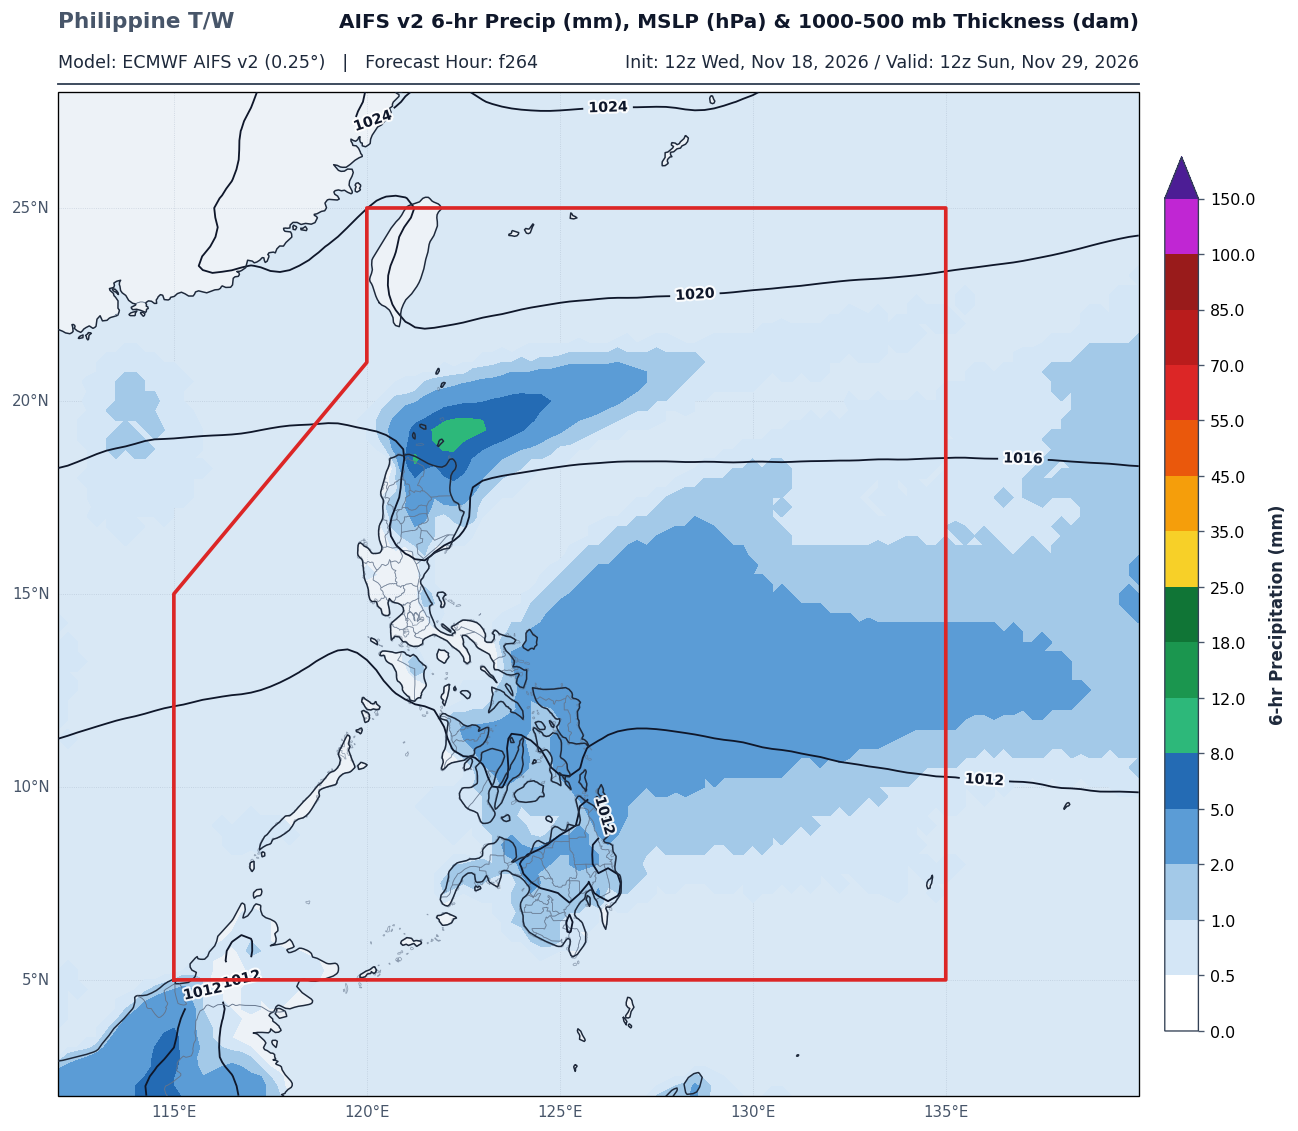 Philippine T/W
AIFS v2 6-hr Precip (mm), MSLP (hPa) & 1000-500 mb Thickness (dam)
Model: ECMWF AIFS v2 (0.25°) | Forecast Hour: f264
Init: 12z Wed, Nov 18, 2026 / Valid: 12z Sun, Nov 29, 2026
1024
1024
1020
1016
1012
1012
1012
1012
25°N
20°N
15°N
10°N
5°N
115°E
120°E
125°E
130°E
135°E
150.0
100.0
85.0
70.0
55.0
45.0
35.0
25.0
18.0
12.0
8.0
5.0
2.0
1.0
0.5
0.0
6-hr Precipitation (mm)